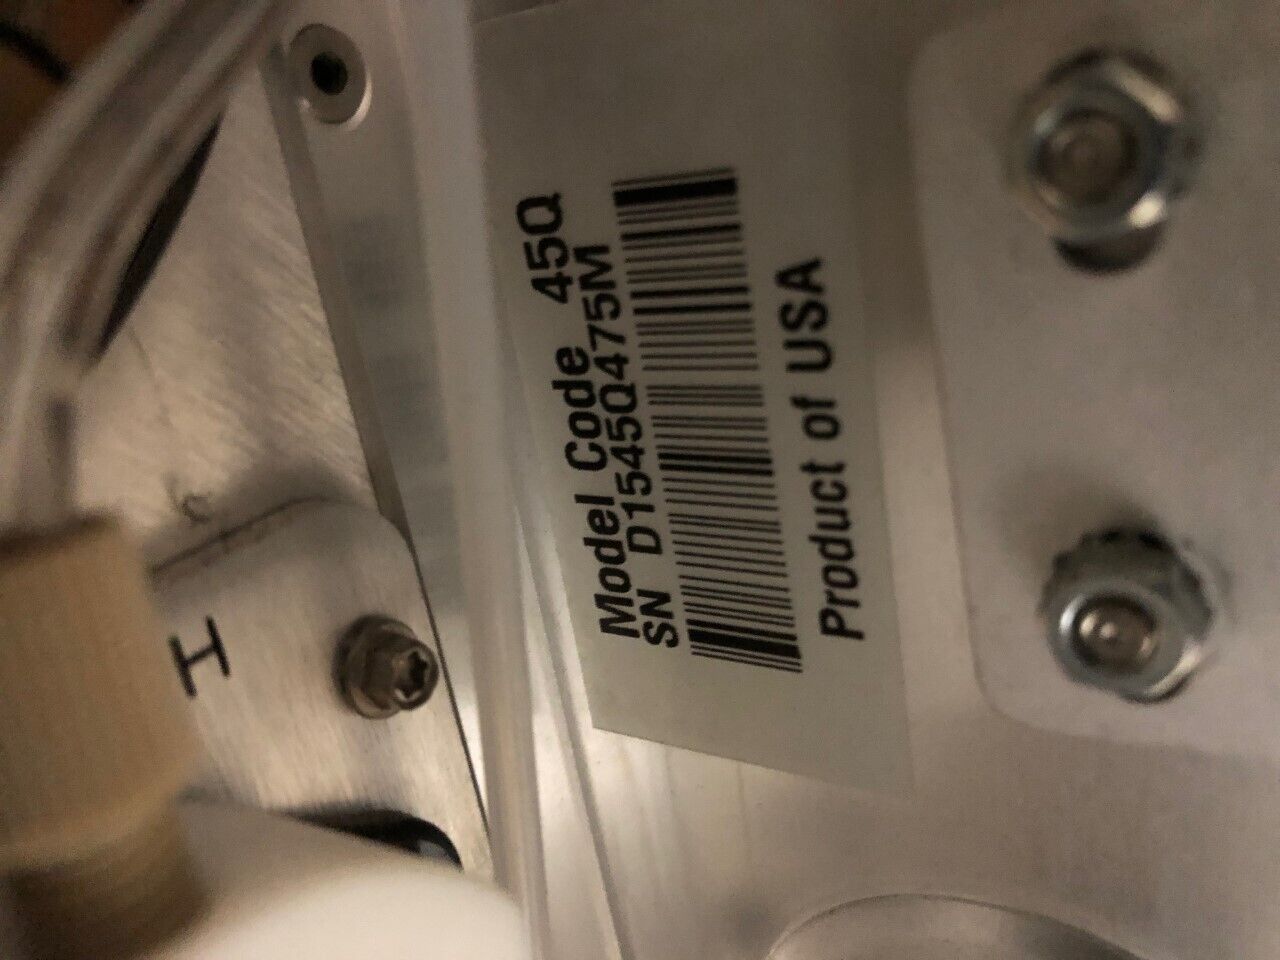 Model Code 45Q
SN D1545Q475M
Product of USA
H